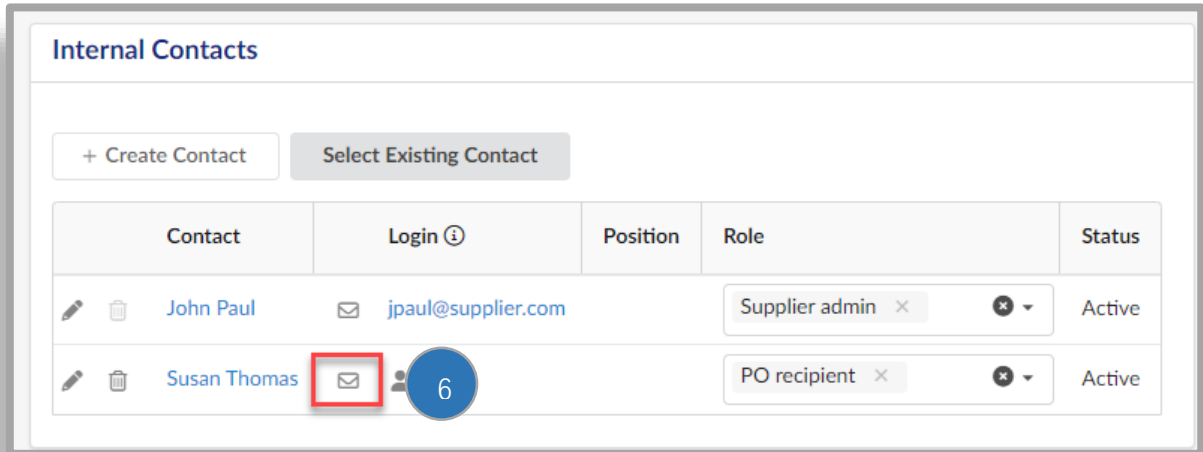 Internal Contacts
+ Create Contact Select Existing Contact
Contact Login Position Role Status
John Paul jpaul@supplier.com Supplier admin × Active
Susan Thomas 6 PO recipient × Active